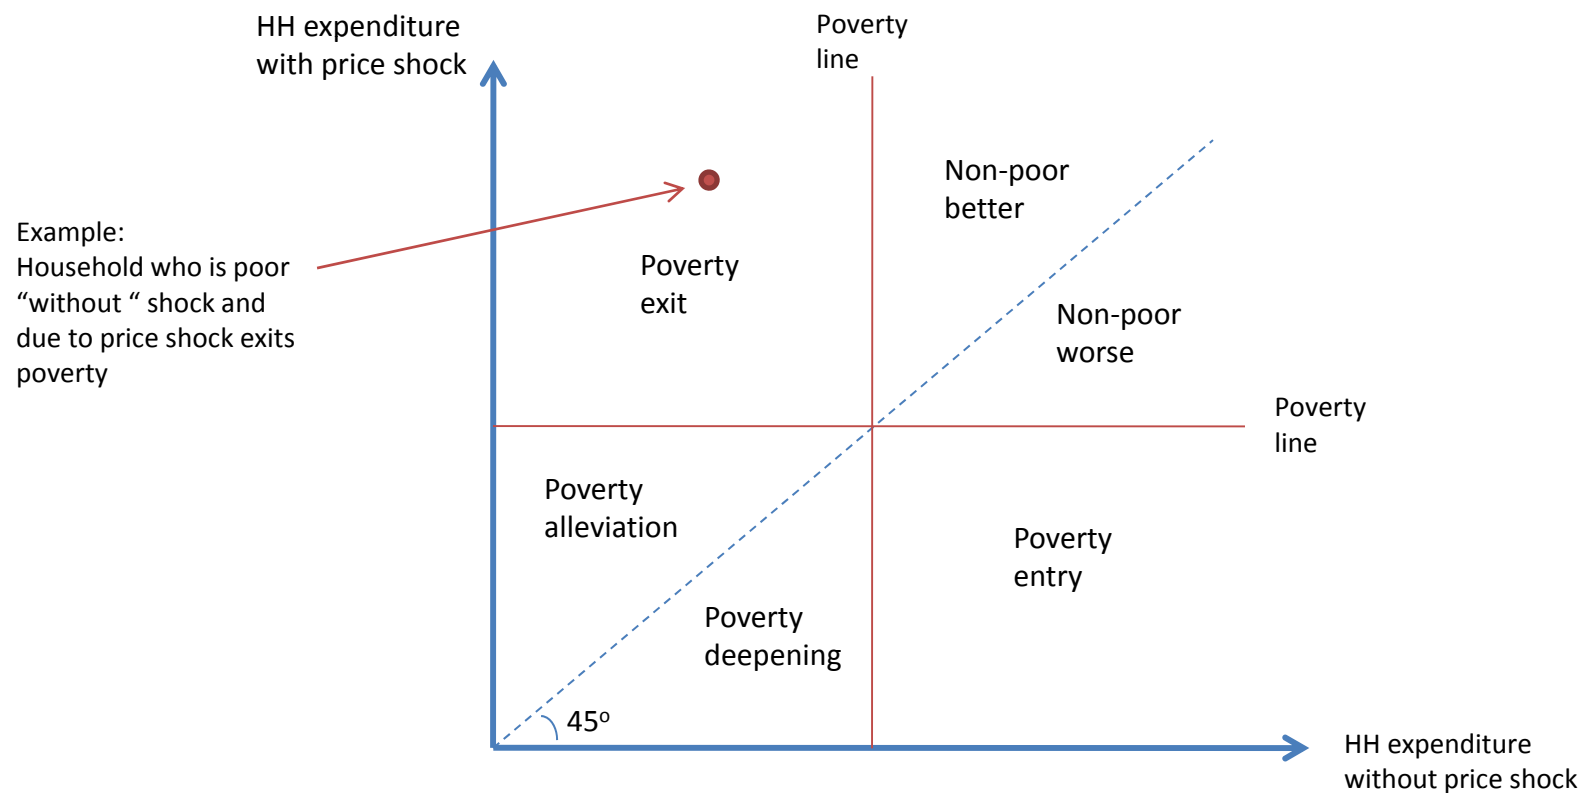 HH expenditure
with price shock
Poverty
line
Non-poor
better
Example:
Household who is poor
“without “ shock and
due to price shock exits
poverty
Poverty
exit
Non-poor
worse
Poverty
line
Poverty
alleviation
Poverty
entry
Poverty
deepening
45º
HH expenditure
without price shock